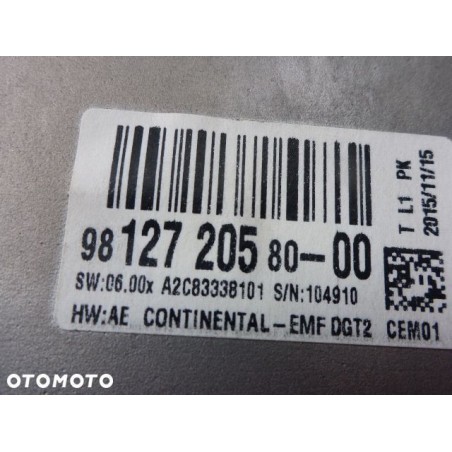 98 127 205 80-00
SW:06.00x A2C83338101 S/N:104910
HW:AE CONTINENTAL-EMF DGT2 CEM01
T L1 PK
2015/11/15
OTOMOTO